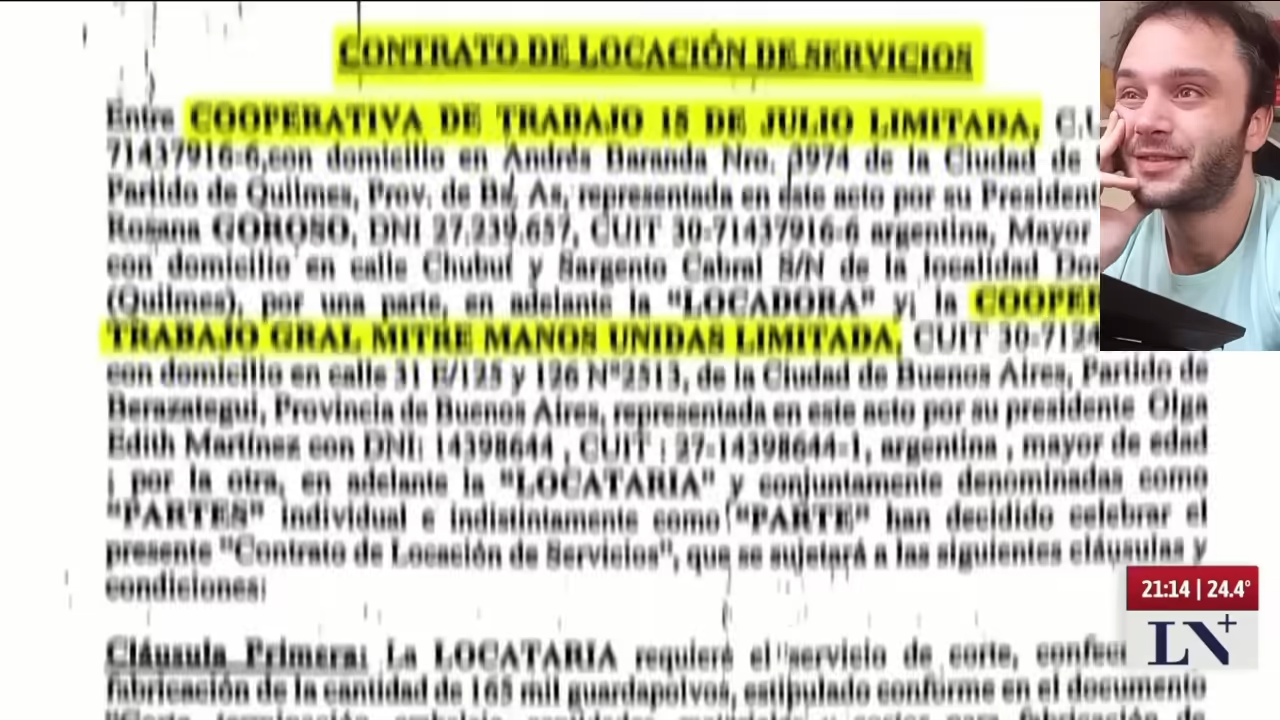 CONTRATO DE LOCACIÓN DE SERVICIOS
Entre COOPERATIVA DE TRABAJO 15 DE JULIO LIMITADA, C.U
71437916-6,con domicilio en Andrés Baranda Nro. 3974 de la Ciudad de
Partido de Quilmes, Prov. de Bs. As, representada en este acto por su President
Rosana GOROSO, DNI 27.239.657, CUIT 30-71437916-6 argentina, Mayor
con domicilio en calle Chubut y Sargento Cabral S/N de la localidad Don
(Quilmes), por una parte, en adelante la "LOCADORA" y; la COOPER
TRABAJO GRAL MITRE MANOS UNIDAS LIMITADA, CUIT 30-712
con domicilio en calle 31 E/125 y 126 N°2513, de la Ciudad de Buenos Aires, Partido de
Berazategui, Provincia de Buenos Aires, representada en este acto por su presidente Olga
Edith Martínez con DNI: 14398644 , CUIT : 27-14398644-1, argentina , mayor de edad
; por la otra, en adelante la "LOCATARIA" y conjuntamente denominadas como
"PARTES" individual e indistintamente como "PARTE" han decidido celebrar el
presente "Contrato de Locación de Servicios", que se sujetará a las siguientes cláusulas y
condiciones:
21:14 | 24.4°
LN+
Cláusula Primera: La LOCATARIA requiere el servicio de corte, confec
fabricación de la cantidad de 165 mil guardapolvos, estipulado conforme en el documento